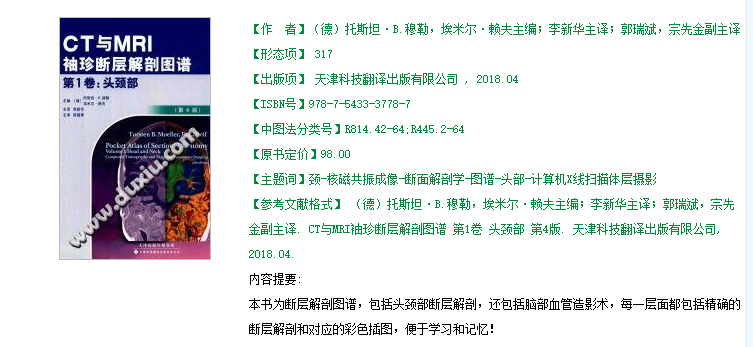 CT与MRI
袖珍断层解剖图谱
第1卷：头颈部
（第4版）
Torsten B. Moeller, Emil Reif
Pocket Atlas of Sectional Anatomy
www.duxiu.com
【作　者】（德）托斯坦·B.穆勒，埃米尔·赖夫主编；李新华主译；郭瑞斌，宗先金副主译
【形态项】 317
【出版项】 天津科技翻译出版有限公司 , 2018.04
【ISBN号】978-7-5433-3778-7
【中图法分类号】R814.42-64;R445.2-64
【原书定价】98.00
【主题词】颈-核磁共振成像-断面解剖学-图谱-头部-计算机X线扫描体层摄影
【参考文献格式】 （德）托斯坦·B.穆勒，埃米尔·赖夫主编；李新华主译；郭瑞斌，宗先
金副主译. CT与MRI袖珍断层解剖图谱 第1卷 头颈部 第4版. 天津科技翻译出版有限公司,
2018.04.
内容提要:
本书为断层解剖图谱，包括头颈部断层解剖，还包括脑部血管造影术，每一层面都包括精确的
断层解剖和对应的彩色插图，便于学习和记忆！